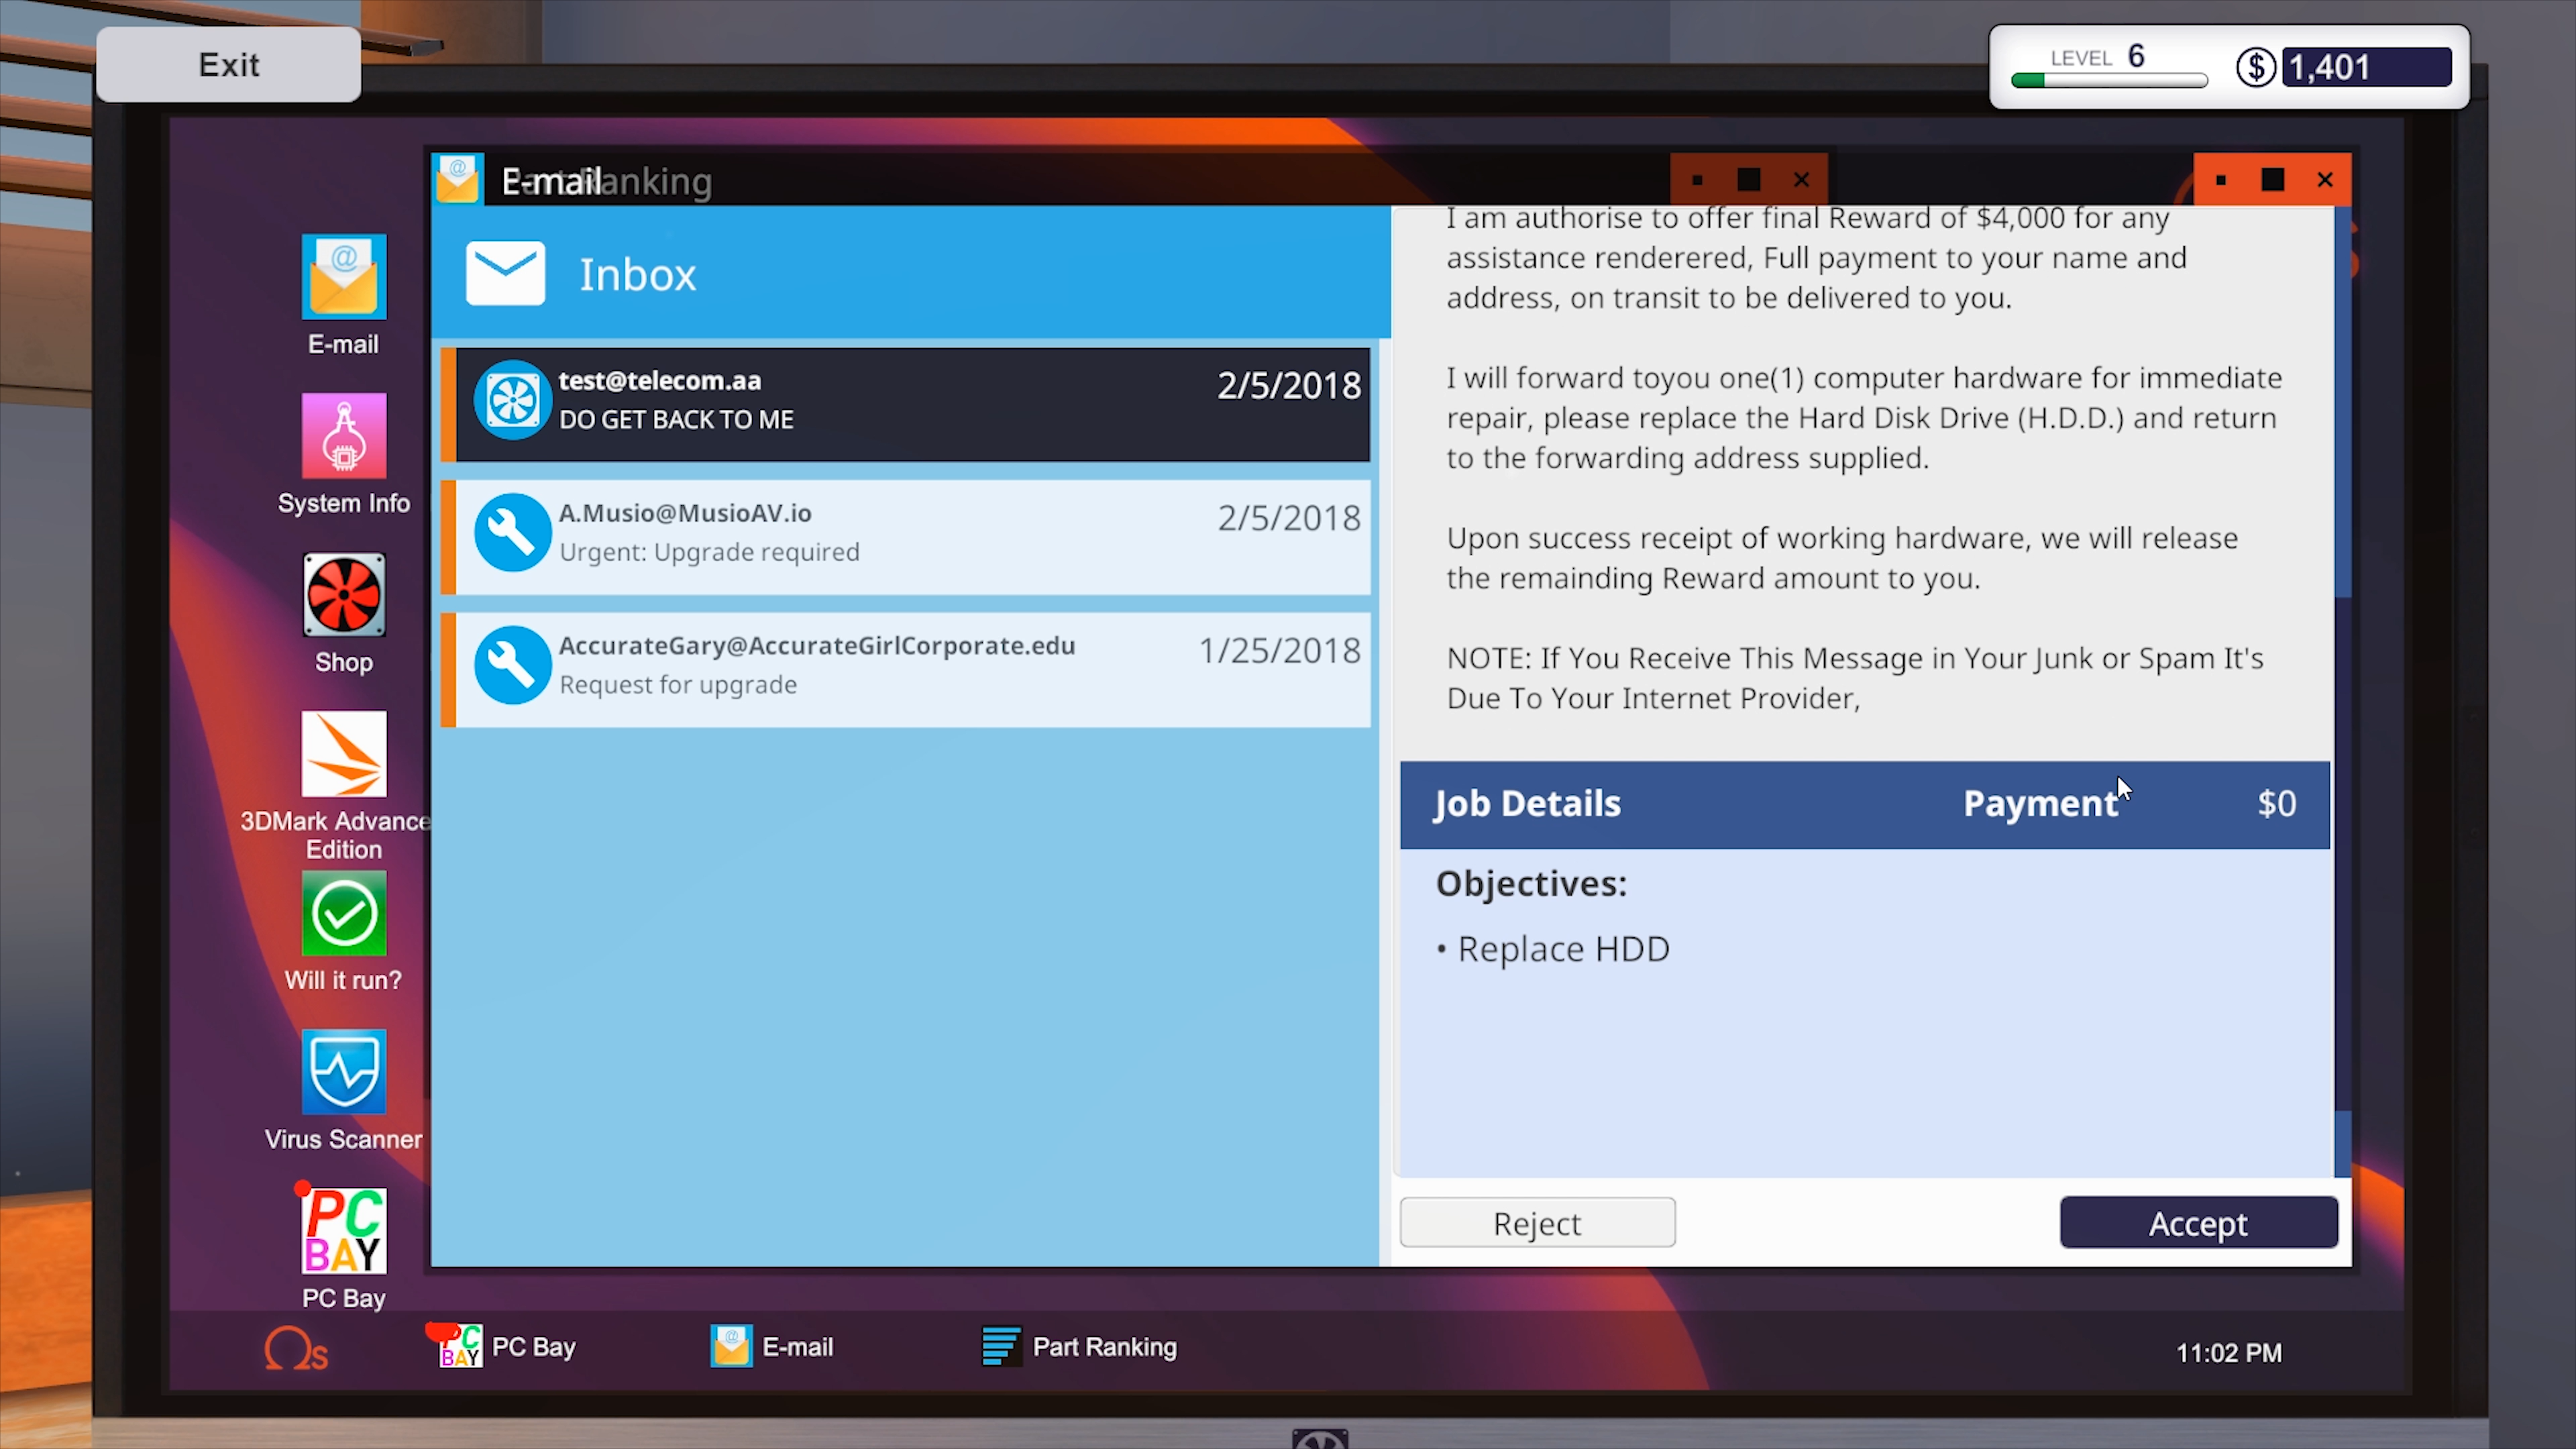 Exit
LEVEL 6
$ 1,401
E-mail
Inbox
test@telecom.aa
2/5/2018
DO GET BACK TO ME
A.Musio@MusioAV.io
2/5/2018
Urgent: Upgrade required
AccurateGary@AccurateGirlCorporate.edu
1/25/2018
Request for upgrade
I am authorise to offer final Reward of $4,000 for any
assistance renderered, Full payment to your name and
address, on transit to be delivered to you.
I will forward toyou one(1) computer hardware for immediate
repair, please replace the Hard Disk Drive (H.D.D.) and return
to the forwarding address supplied.
Upon success receipt of working hardware, we will release
the remainding Reward amount to you.
NOTE: If You Receive This Message in Your Junk or Spam It's
Due To Your Internet Provider,
Job Details
Payment
$0
Objectives:
• Replace HDD
Reject
Accept
E-mail
System Info
Shop
3DMark Advance
Edition
Will it run?
Virus Scanner
PC
BAY
PC Bay
Ωs
PC Bay
E-mail
Part Ranking
11:02 PM